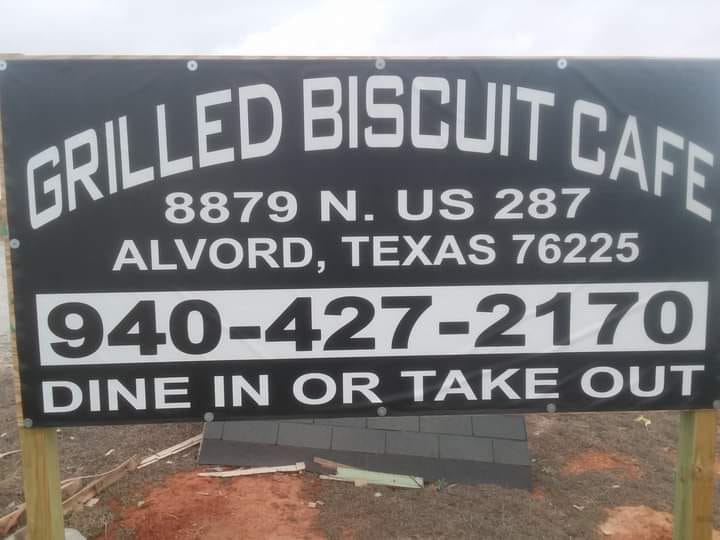 GRILLED BISCUIT CAFE
8879 N. US 287
ALVORD, TEXAS 76225
940-427-2170
DINE IN OR TAKE OUT